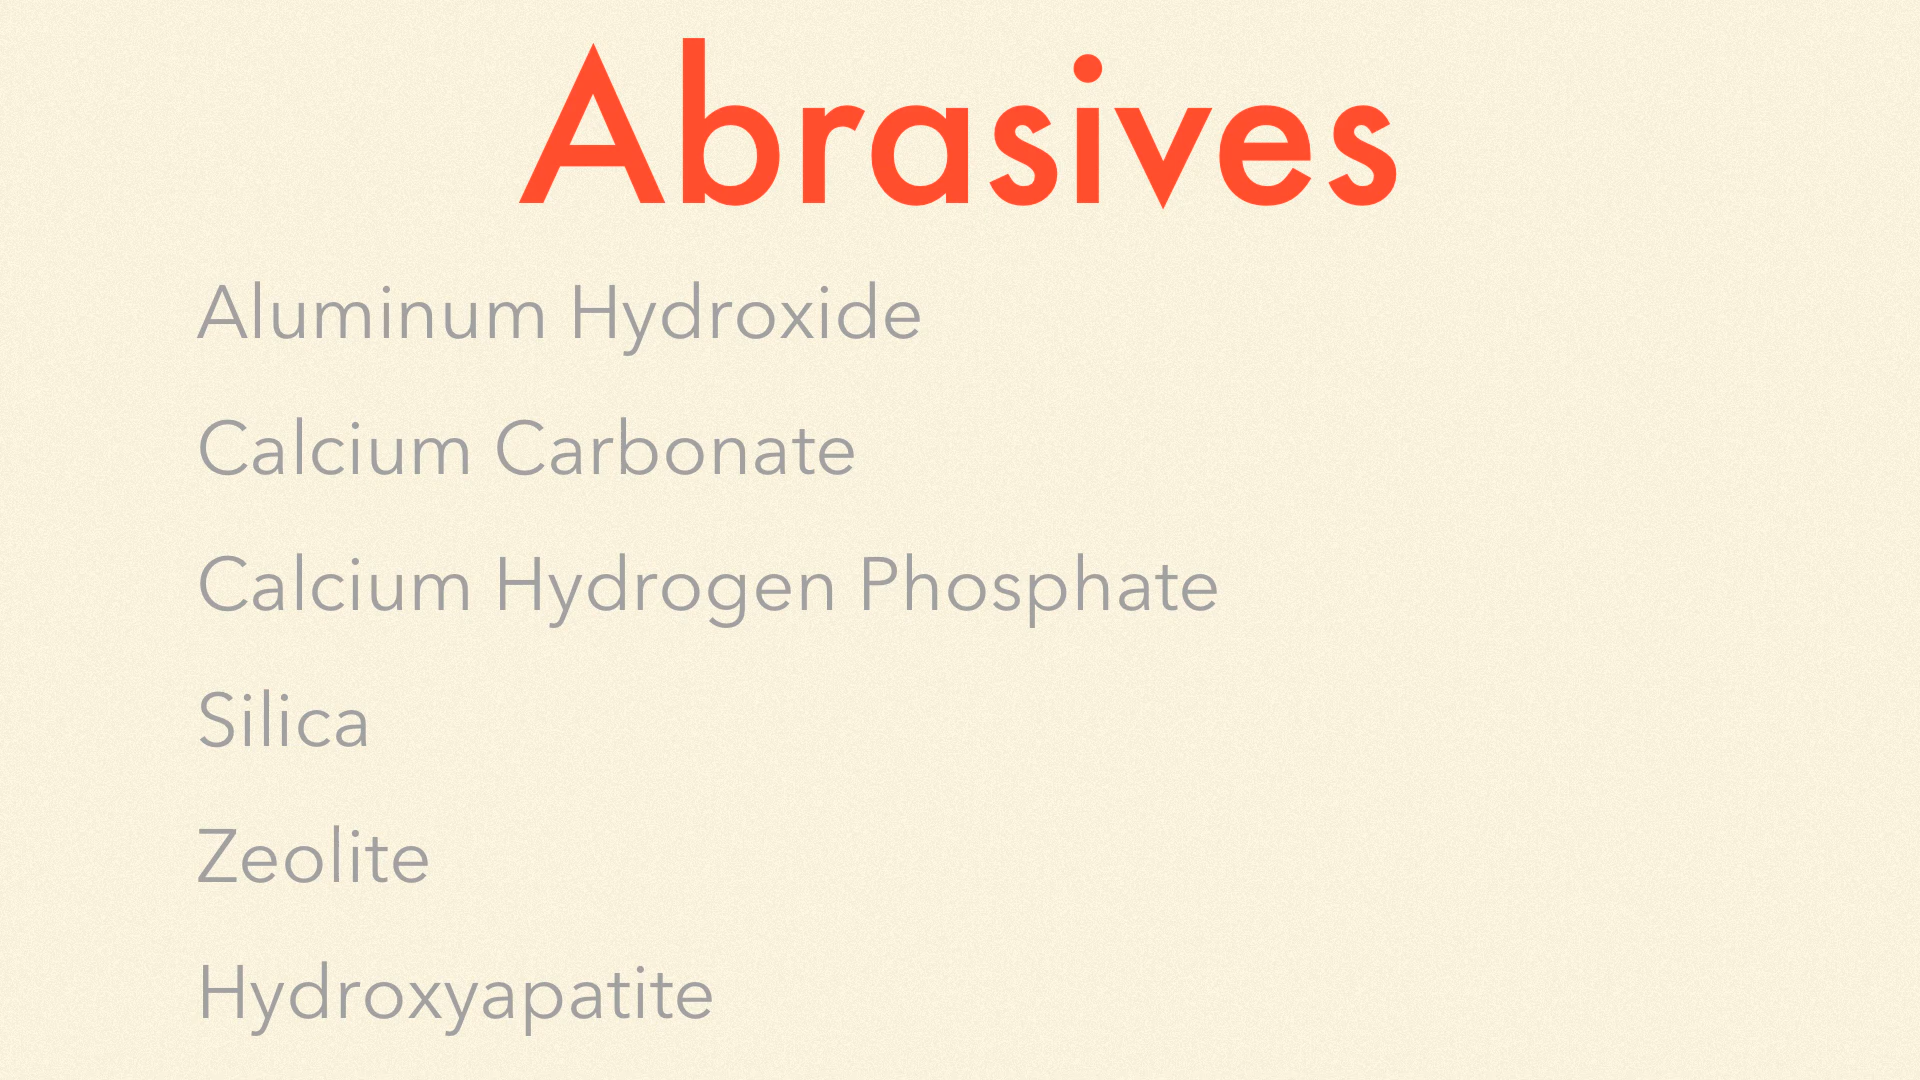 Abrasives
Aluminum Hydroxide
Calcium Carbonate
Calcium Hydrogen Phosphate
Silica
Zeolite
Hydroxyapatite